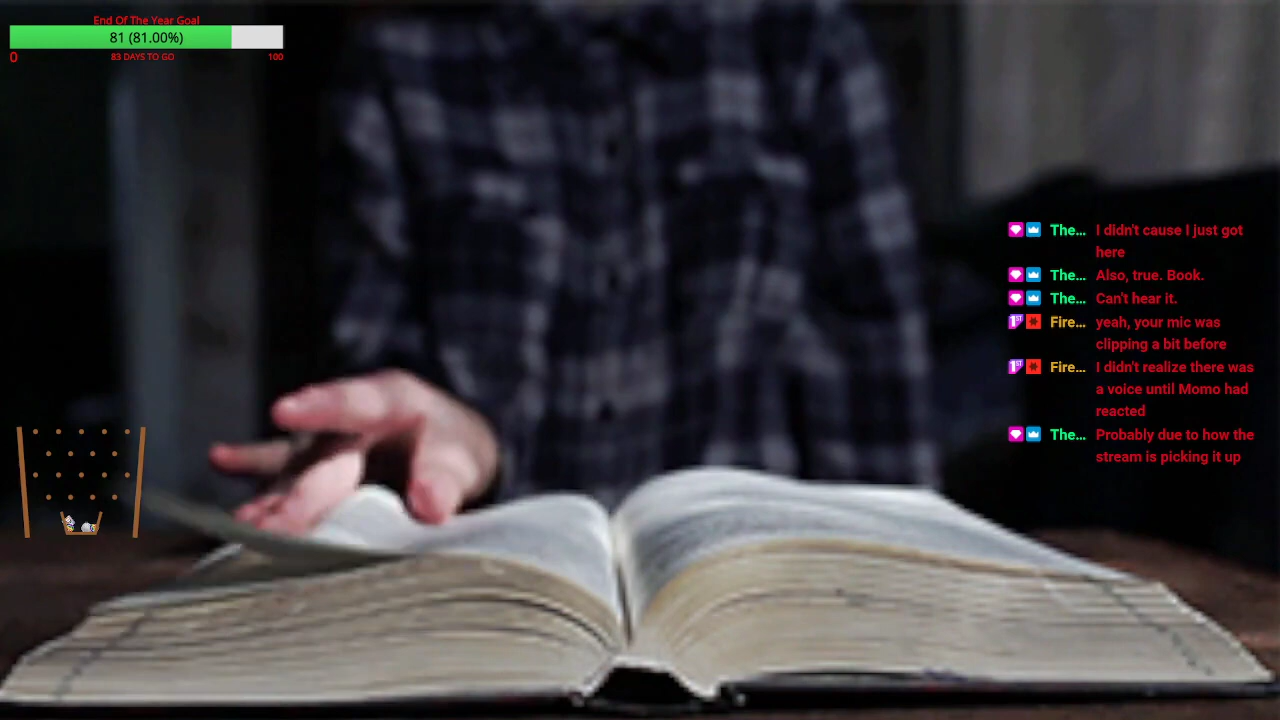 End Of The Year Goal
81 (81.00%)
0 83 DAYS TO GO 100
The... I didn't cause I just got
here
The... Also, true. Book.
The... Can't hear it.
1ST Fire... yeah, your mic was
clipping a bit before
1ST Fire... I didn't realize there was
a voice until Momo had
reacted
The... Probably due to how the
stream is picking it up